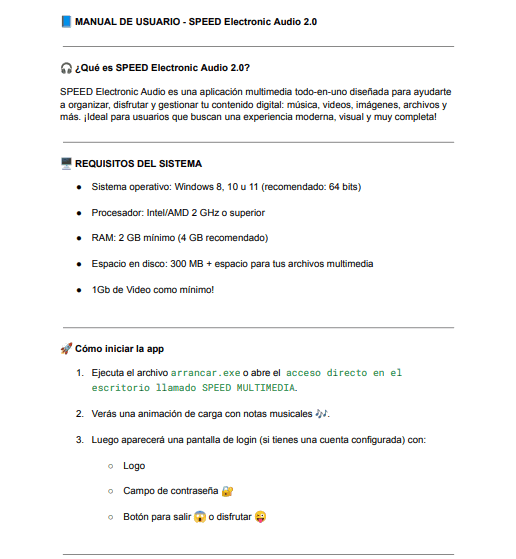 📘 MANUAL DE USUARIO - SPEED Electronic Audio 2.0
🎧 ¿Qué es SPEED Electronic Audio 2.0?
SPEED Electronic Audio es una aplicación multimedia todo-en-uno diseñada para ayudarte
a organizar, disfrutar y gestionar tu contenido digital: música, videos, imágenes, archivos y
más. ¡Ideal para usuarios que buscan una experiencia moderna, visual y muy completa!
🖥️ REQUISITOS DEL SISTEMA
● Sistema operativo: Windows 8, 10 u 11 (recomendado: 64 bits)
● Procesador: Intel/AMD 2 GHz o superior
● RAM: 2 GB mínimo (4 GB recomendado)
● Espacio en disco: 300 MB + espacio para tus archivos multimedia
● 1Gb de Video como mínimo!
🚀 Cómo iniciar la app
1. Ejecuta el archivo arrancar.exe o abre el acceso directo en el
escritorio llamado SPEED MULTIMEDIA.
2. Verás una animación de carga con notas musicales 🎶.
3. Luego aparecerá una pantalla de login (si tienes una cuenta configurada) con:
○ Logo
○ Campo de contraseña 🔐
○ Botón para salir 😱 o disfrutar 😜